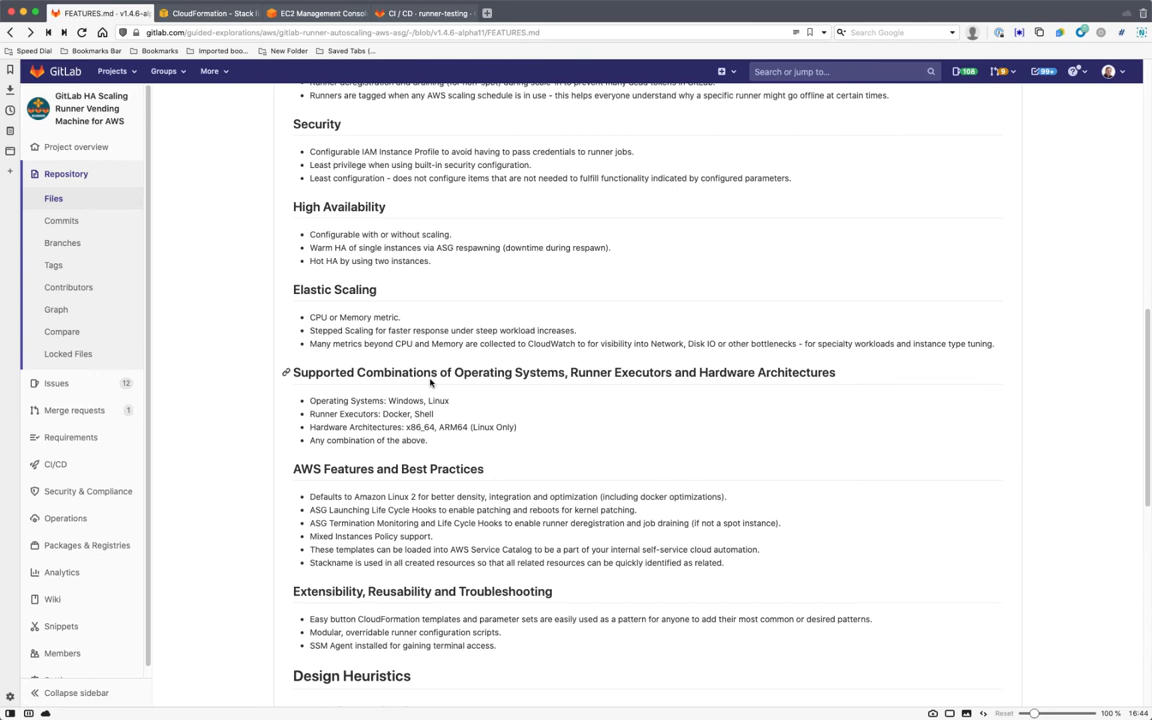 FEATURES.md - v1.4.6-al
CloudFormation - Stack
EC2 Management Conso
CI / CD · runner-testing ·
gitlab.com/guided-explorations/aws/gitlab-runner-autoscaling-aws-asg/-/blob/v1.4.6-alpha11/FEATURES.md
Search Google
Speed Dial
Bookmarks Bar
Bookmarks
Imported boo...
New Folder
Saved Tabs (...
GitLab
Projects
Groups
More
Search or jump to...
108
9
99+
GitLab HA Scaling
Runner Vending
Machine for AWS
Project overview
Repository
Files
Commits
Branches
Tags
Contributors
Graph
Compare
Locked Files
Issues 12
Merge requests 1
Requirements
CI/CD
Security & Compliance
Operations
Packages & Registries
Analytics
Wiki
Snippets
Members
Collapse sidebar
Runners are tagged when any AWS scaling schedule is in use - this helps everyone understand why a specific runner might go offline at certain times.
Security
Configurable IAM Instance Profile to avoid having to pass credentials to runner jobs.
Least privilege when using built-in security configuration.
Least configuration - does not configure items that are not needed to fulfill functionality indicated by configured parameters.
High Availability
Configurable with or without scaling.
Warm HA of single instances via ASG respawning (downtime during respawn).
Hot HA by using two instances.
Elastic Scaling
CPU or Memory metric.
Stepped Scaling for faster response under steep workload increases.
Many metrics beyond CPU and Memory are collected to CloudWatch to for visibility into Network, Disk IO or other bottlenecks - for specialty workloads and instance type tuning.
Supported Combinations of Operating Systems, Runner Executors and Hardware Architectures
Operating Systems: Windows, Linux
Runner Executors: Docker, Shell
Hardware Architectures: x86_64, ARM64 (Linux Only)
Any combination of the above.
AWS Features and Best Practices
Defaults to Amazon Linux 2 for better density, integration and optimization (including docker optimizations).
ASG Launching Life Cycle Hooks to enable patching and reboots for kernel patching.
ASG Termination Monitoring and Life Cycle Hooks to enable runner deregistration and job draining (if not a spot instance).
Mixed Instances Policy support.
These templates can be loaded into AWS Service Catalog to be a part of your internal self-service cloud automation.
Stackname is used in all created resources so that all related resources can be quickly identified as related.
Extensibility, Reusability and Troubleshooting
Easy button CloudFormation templates and parameter sets are easily used as a pattern for anyone to add their most common or desired patterns.
Modular, overridable runner configuration scripts.
SSM Agent installed for gaining terminal access.
Design Heuristics
Reset
100 %
16:44